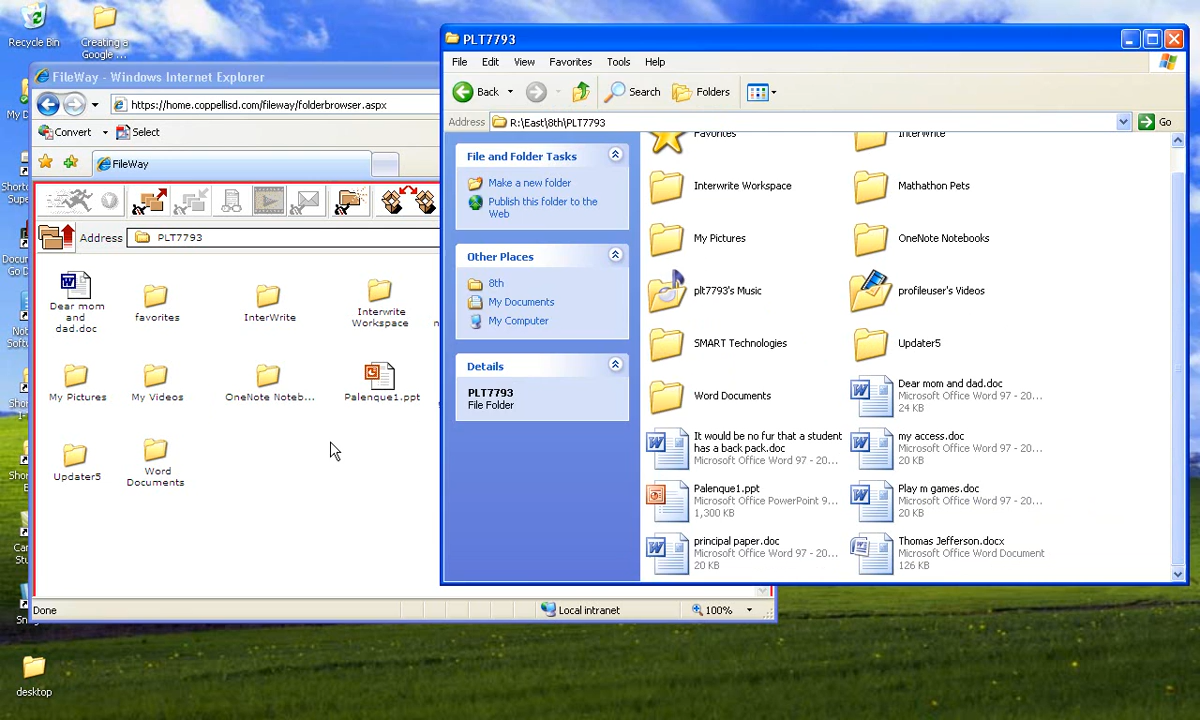 Recycle Bin
Creating a
Google ...
FileWay - Windows Internet Explorer
https://home.coppellisd.com/fileway/folderbrowser.aspx
Convert
Select
FileWay
Address
PLT7793
Dear mom
and
dad.doc
favorites
InterWrite
Interwrite
Workspace
My Pictures
My Videos
OneNote Noteb...
Palenque1.ppt
Updater5
Word
Documents
Done
Local intranet
100%
desktop
PLT7793
File Edit View Favorites Tools Help
Back
Search
Folders
Address
R:\East\8th\PLT7793
Go
File and Folder Tasks
Make a new folder
Publish this folder to the
Web
Other Places
8th
My Documents
My Computer
Details
PLT7793
File Folder
Favorites
InterWrite
Interwrite Workspace
Mathathon Pets
My Pictures
OneNote Notebooks
plt7793's Music
profileuser's Videos
SMART Technologies
Updater5
Word Documents
Dear mom and dad.doc
Microsoft Office Word 97 - 20...
24 KB
It would be no fur that a student
has a back pack.doc
Microsoft Office Word 97 - 20...
my access.doc
Microsoft Office Word 97 - 20...
20 KB
Palenque1.ppt
Microsoft Office PowerPoint 9...
1,300 KB
Play m games.doc
Microsoft Office Word 97 - 20...
20 KB
principal paper.doc
Microsoft Office Word 97 - 20...
20 KB
Thomas Jefferson.docx
Microsoft Office Word Document
126 KB